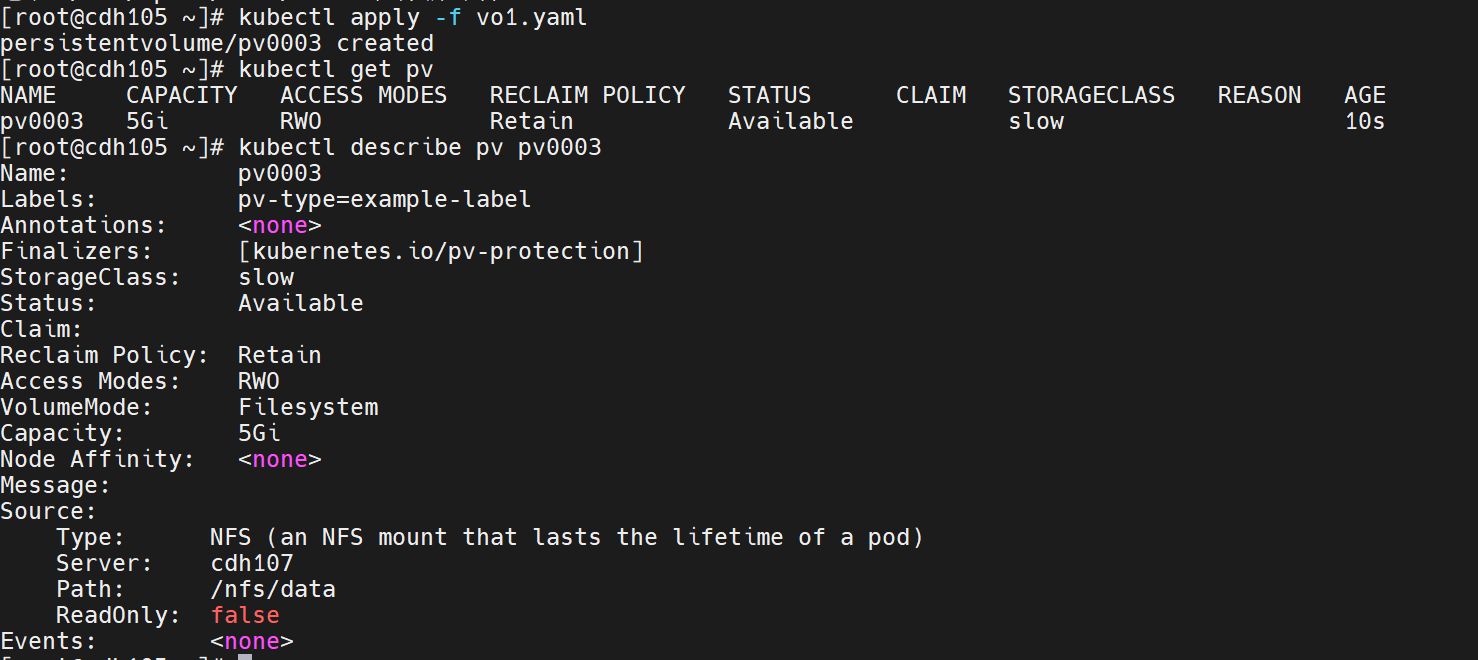 [root@cdh105 ~]# kubectl apply -f vo1.yaml
persistentvolume/pv0003 created
[root@cdh105 ~]# kubectl get pv
NAME     CAPACITY   ACCESS MODES   RECLAIM POLICY   STATUS      CLAIM   STORAGECLASS   REASON   AGE
pv0003   5Gi        RWO            Retain           Available           slow                    10s
[root@cdh105 ~]# kubectl describe pv pv0003
Name:            pv0003
Labels:          pv-type=example-label
Annotations:     <none>
Finalizers:      [kubernetes.io/pv-protection]
StorageClass:    slow
Status:          Available
Claim:
Reclaim Policy:  Retain
Access Modes:    RWO
VolumeMode:      Filesystem
Capacity:        5Gi
Node Affinity:   <none>
Message:
Source:
    Type:      NFS (an NFS mount that lasts the lifetime of a pod)
    Server:    cdh107
    Path:      /nfs/data
    ReadOnly:  false
Events:        <none>